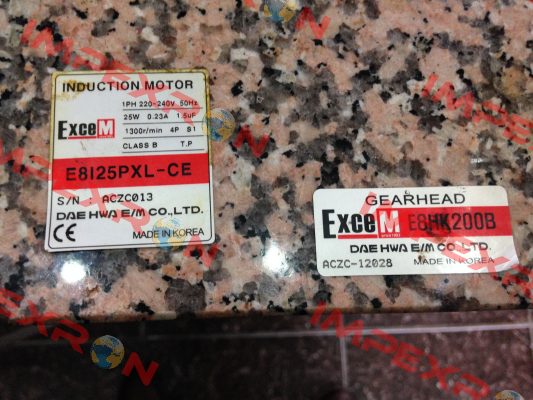 INDUCTION MOTOR
1PH 220-240V 50Hz
ExceM 25W 0.23A 1.5uF
1300r/min 4P S1
CLASS B T.P
E8I25PXL-CE
S/N ACZC013
DAE HWA E/M CO.,LTD.
CE MADE IN KOREA
GEARHEAD
ExceM E8HK200B
DAE HWA E/M CO.,LTD.
ACZC-12028 MADE IN KOREA
IMPEXRON
IMPEXRON
IMPEXRON
IMPEXRON